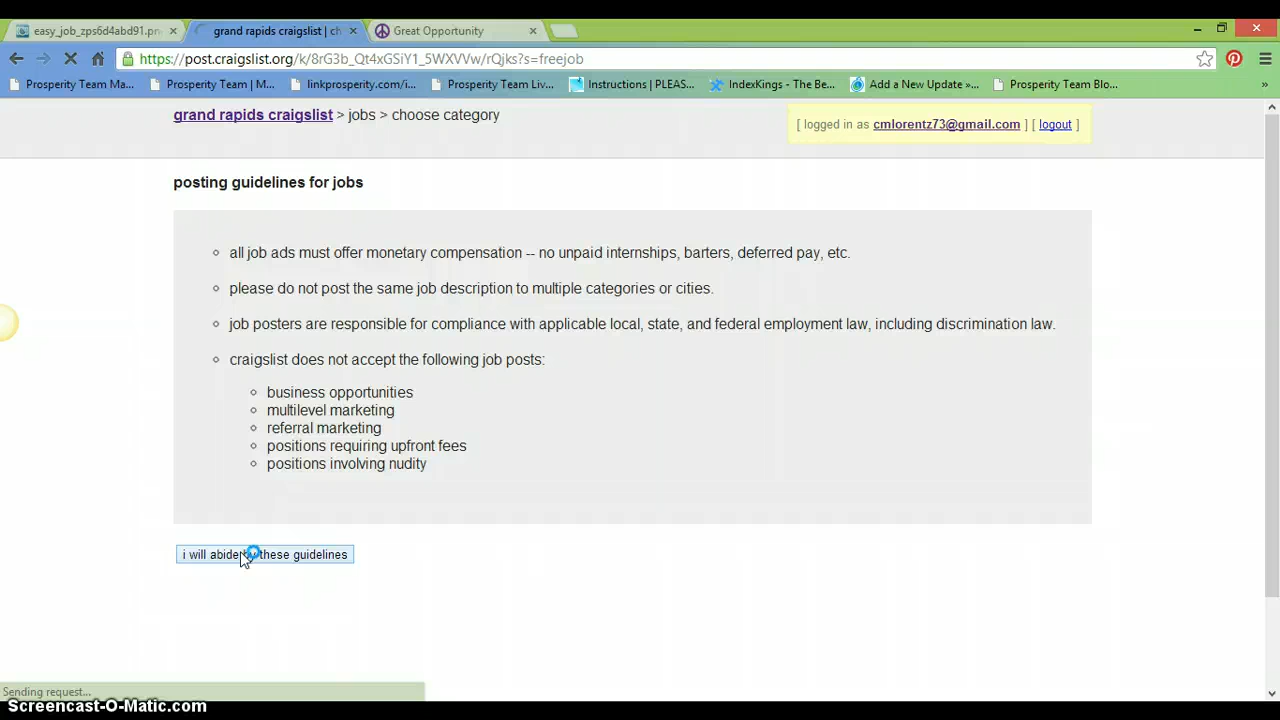 easy_job_zps6d4abd91.pn
grand rapids craigslist | ch
Great Opportunity
https://post.craigslist.org/k/8rG3b_Qt4xGSiY1_5WXVVw/rQjks?s=freejob
Prosperity Team Ma...
Prosperity Team | M...
linkprosperity.com/i...
Prosperity Team Liv...
Instructions | PLEAS...
IndexKings - The Be...
Add a New Update »...
Prosperity Team Blo...
»
grand rapids craigslist > jobs > choose category
[ logged in as cmlorentz73@gmail.com ] [ logout ]
posting guidelines for jobs
all job ads must offer monetary compensation -- no unpaid internships, barters, deferred pay, etc.
please do not post the same job description to multiple categories or cities.
job posters are responsible for compliance with applicable local, state, and federal employment law, including discrimination law.
craigslist does not accept the following job posts:
business opportunities
multilevel marketing
referral marketing
positions requiring upfront fees
positions involving nudity
i will abide by these guidelines
Sending request...
Screencast-O-Matic.com